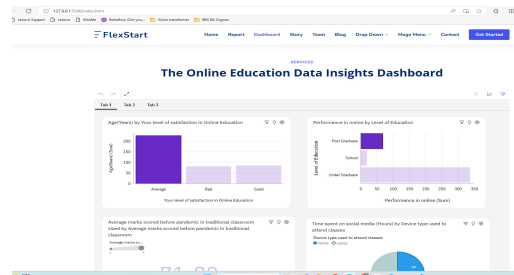 127.0.0.1:5500/index.html
Lenovo Support
Lenovo
McAfee
Vision transformer
IBM DA Cognos
FlexStart
Home Report Dashboard Story Team Blog Drop Down Mega Menu Contact Get Started
SERVICES
The Online Education Data Insights Dashboard
Tab 1 Tab 2 Tab 3
Age(Years) by Your level of satisfaction in Online Education
Age(Years) (Sum)
200
150
100
50
0
Average Bad Good
Your level of satisfaction in Online Education
Performance in online by Level of Education
Level of Education
Post Graduate
School
Under Graduate
0 50 100 150 200 250 300 350
Performance in online (Sum)
Average marks scored before pandemic in traditional classroom
sized by Average marks scored before pandemic in traditional
classroom
Average marks sc...
Time spent on social media (Hours) by Device type used to
attend classes
Device type used to attend classes
Mobile Laptop